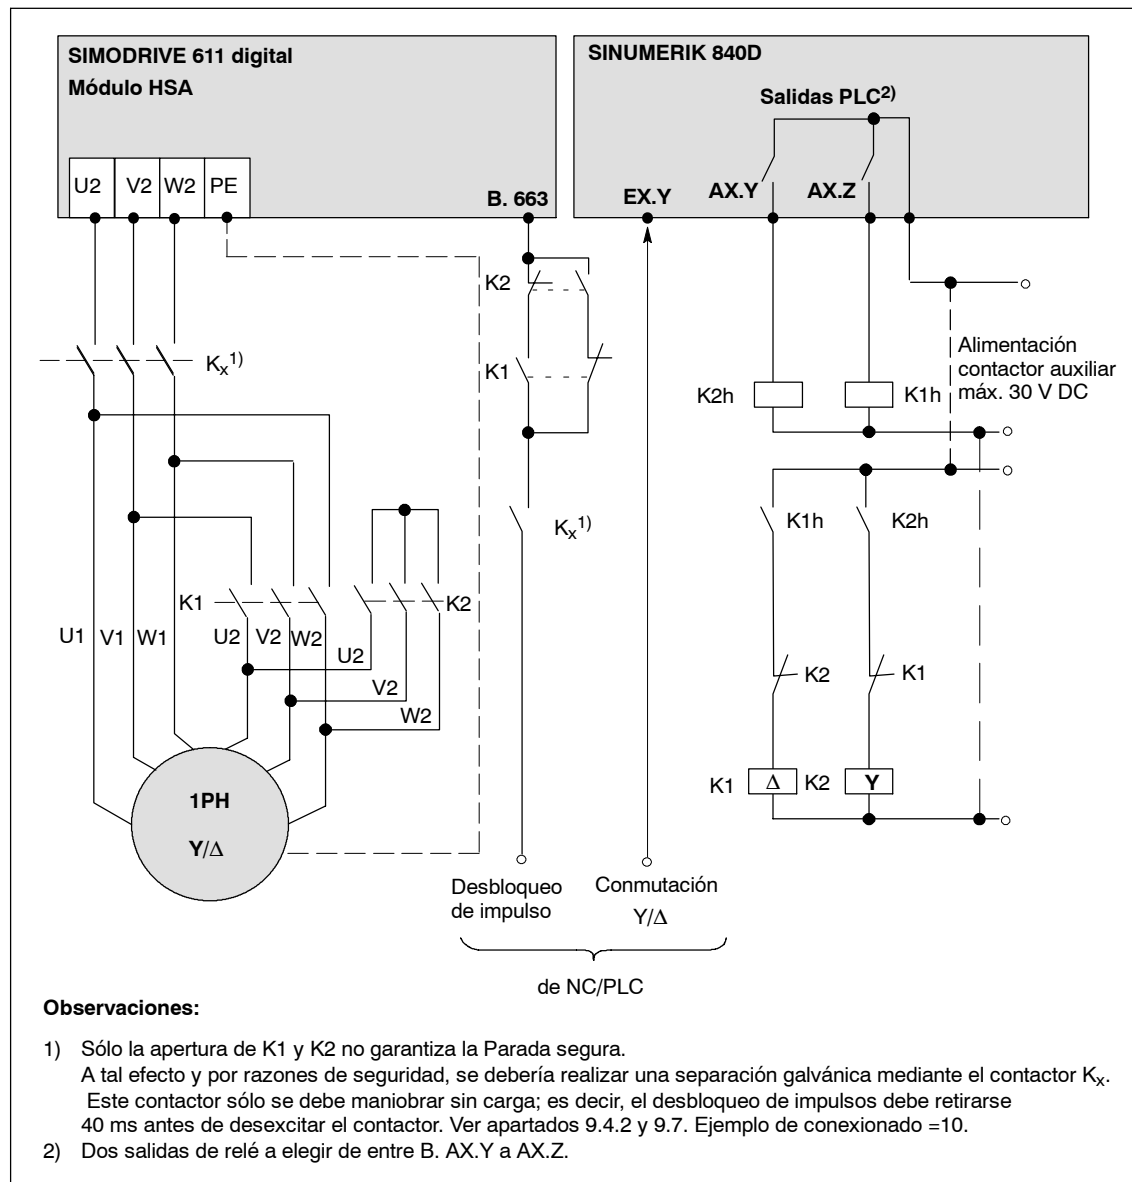 SIMODRIVE 611 digital
Módulo HSA
SINUMERIK 840D
Salidas PLC2)
U2 V2 W2 PE
B. 663
EX.Y
AX.Y
AX.Z
K2
Kx1)
K1
K2h
K1h
Alimentación
contactor auxiliar
máx. 30 V DC
Kx1)
K1h
K2h
K1
K2
U1 V1 W1
U2 V2 W2
U2
V2
W2
K2
K1
K1 Δ
K2 Y
1PH
Y/Δ
Desbloqueo
de impulso
Conmutación
Y/Δ
de NC/PLC
Observaciones:
1) Sólo la apertura de K1 y K2 no garantiza la Parada segura.
A tal efecto y por razones de seguridad, se debería realizar una separación galvánica mediante el contactor Kx.
Este contactor sólo se debe maniobrar sin carga; es decir, el desbloqueo de impulsos debe retirarse
40 ms antes de desexcitar el contactor. Ver apartados 9.4.2 y 9.7. Ejemplo de conexionado =10.
2) Dos salidas de relé a elegir de entre B. AX.Y a AX.Z.